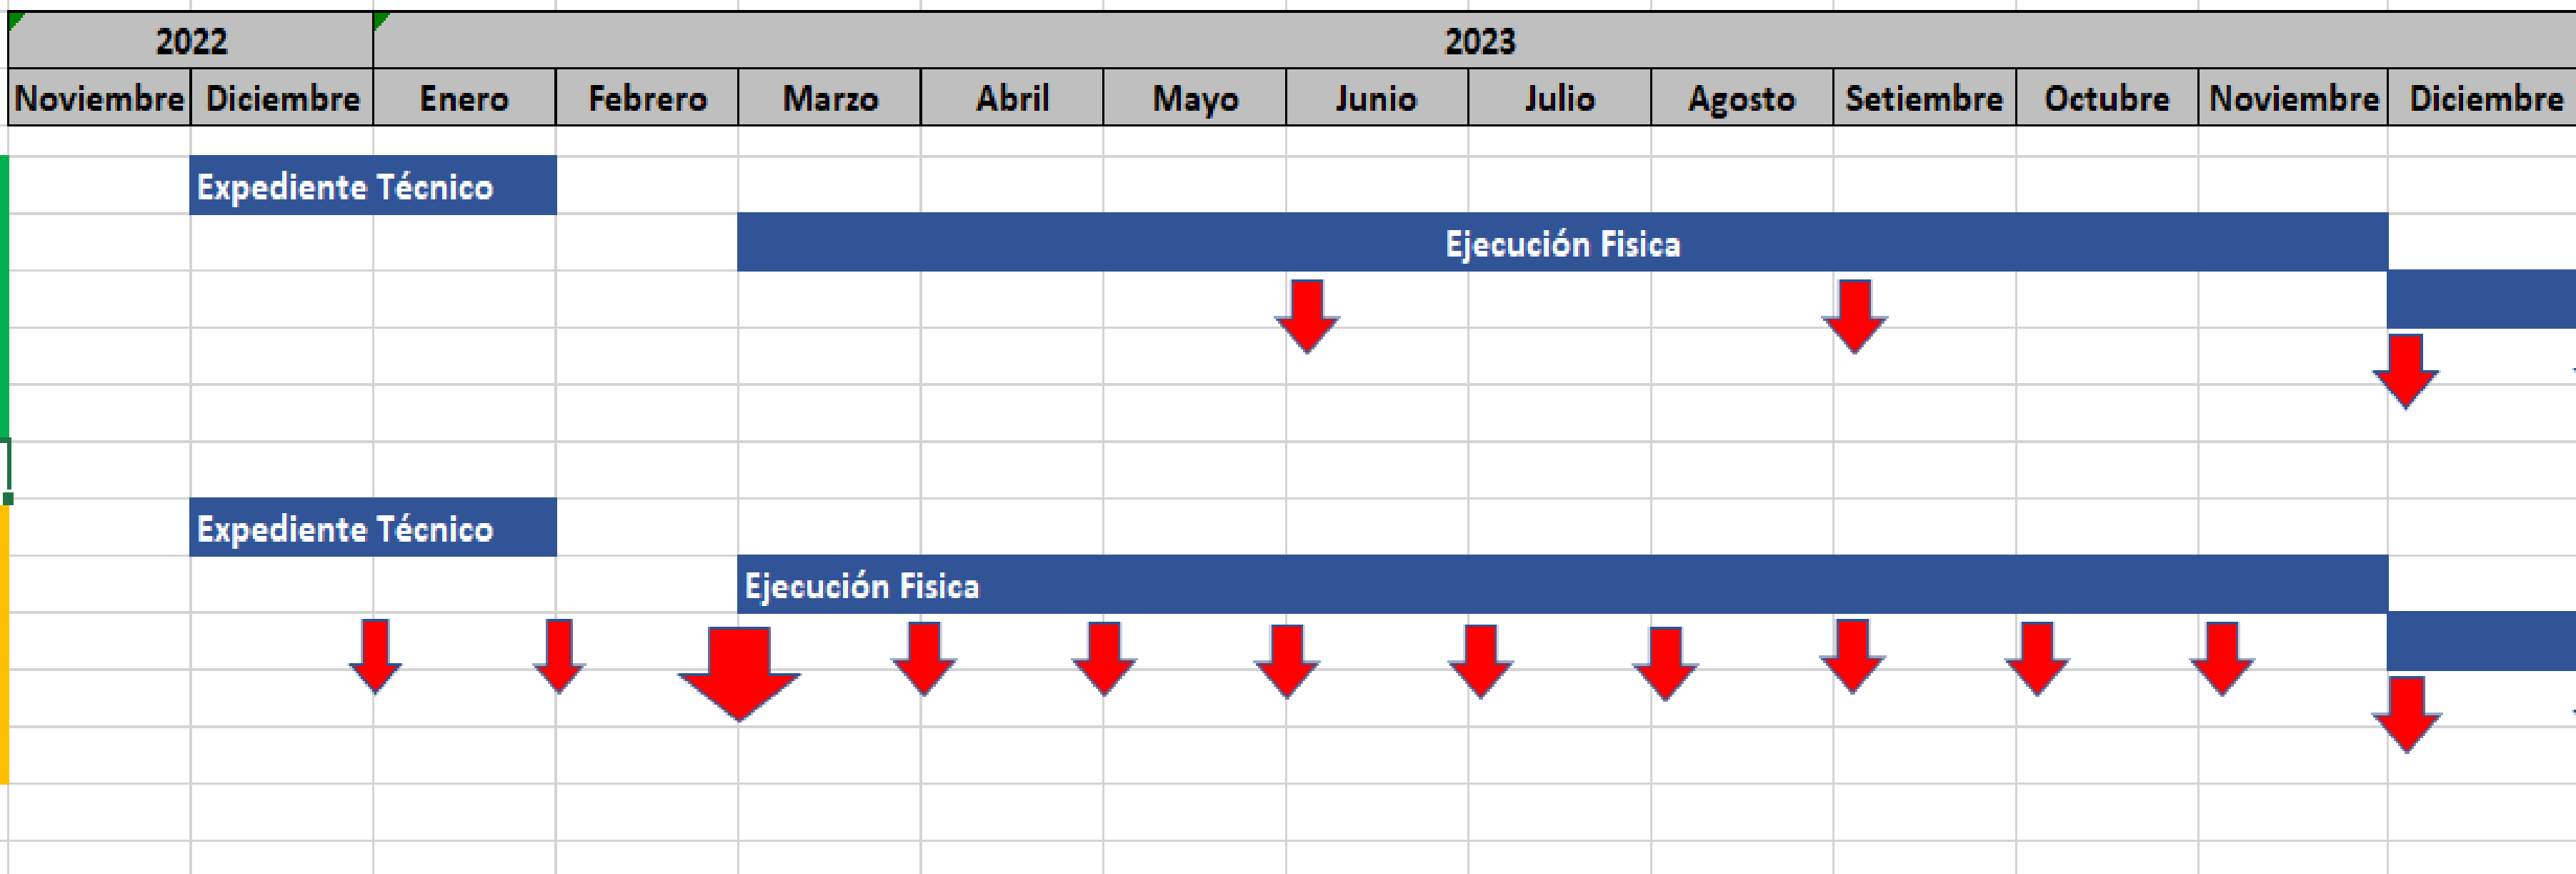 2022 2023
Noviembre Diciembre Enero Febrero Marzo Abril Mayo Junio Julio Agosto Setiembre Octubre Noviembre Diciembre
Expediente Técnico
Ejecución Fisica
Expediente Técnico
Ejecución Fisica